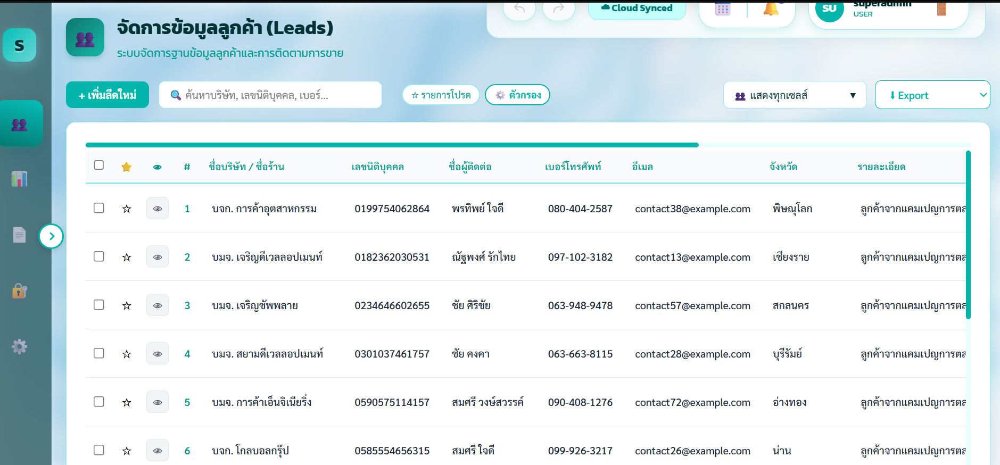 S
จัดการข้อมูลลูกค้า (Leads)
ระบบจัดการฐานข้อมูลลูกค้าและการติดตามการขาย
Cloud Synced
SU
superadmin
USER
+ เพิ่มลีดใหม่
ค้นหาบริษัท, เลขนิติบุคคล, เบอร์...
☆ รายการโปรด
ตัวกรอง
แสดงทุกเซลส์ ▼
⬇ Export
# ชื่อบริษัท / ชื่อร้าน เลขนิติบุคคล ชื่อผู้ติดต่อ เบอร์โทรศัพท์ อีเมล จังหวัด รายละเอียด
1 บจก. การค้าอุตสาหกรรม 0199754062864 พรทิพย์ ใจดี 080-404-2587 contact38@example.com พิษณุโลก ลูกค้าจากแคมเปญการตล
2 บมจ. เจริญดีเวลลอปเมนท์ 0182362030531 ณัฐพงศ์ รักไทย 097-102-3182 contact13@example.com เชียงราย ลูกค้าจากแคมเปญการตล
3 บมจ. เจริญซัพพลาย 0234646602655 ชัย ศิริชัย 063-948-9478 contact57@example.com สกลนคร ลูกค้าจากแคมเปญการตล
4 บมจ. สยามดีเวลลอปเมนท์ 0301037461757 ชัย คงคา 063-663-8115 contact28@example.com บุรีรัมย์ ลูกค้าจากแคมเปญการตล
5 บมจ. การค้าเอ็นจิเนียริ่ง 0590575114157 สมศรี วงษ์สวรรค์ 090-408-1276 contact72@example.com อ่างทอง ลูกค้าจากแคมเปญการตล
6 บจก. โกลบอลกรุ๊ป 0585554656315 สมศรี ใจดี 099-926-3217 contact26@example.com น่าน ลูกค้าจากแคมเปญการตล